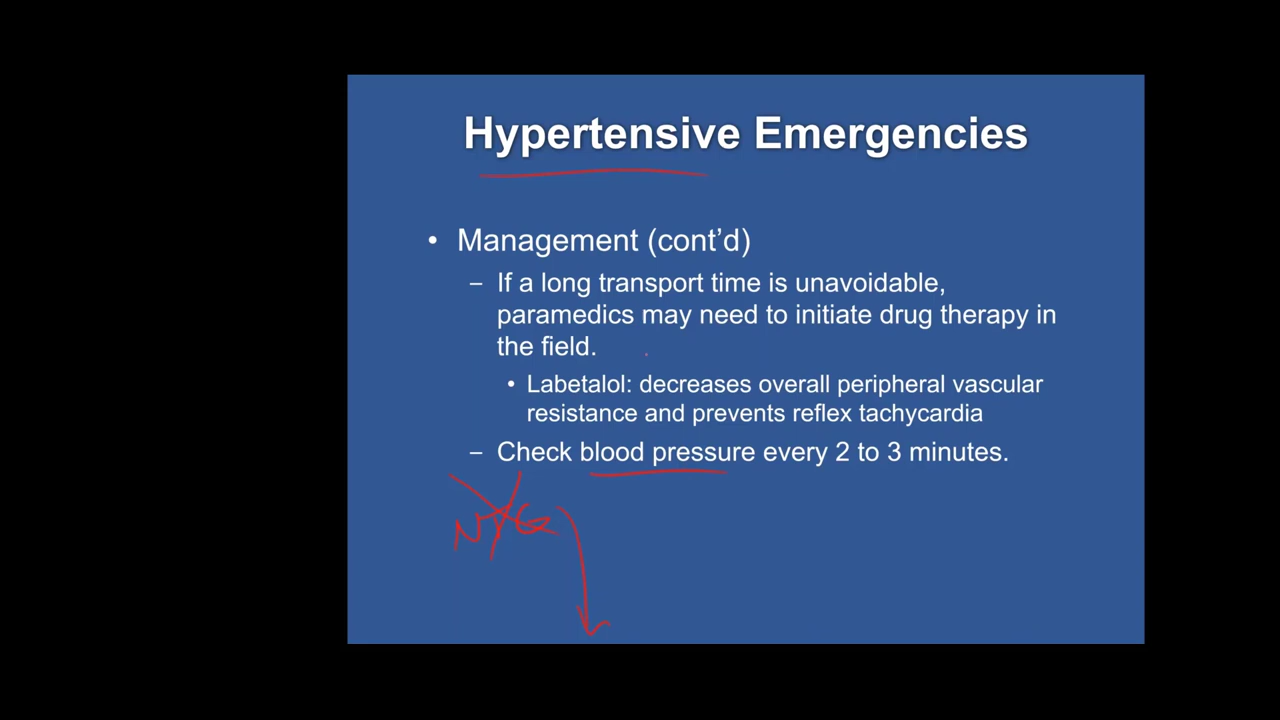 Hypertensive Emergencies
• Management (cont’d)
– If a long transport time is unavoidable,
paramedics may need to initiate drug therapy in
the field.
• Labetalol: decreases overall peripheral vascular
resistance and prevents reflex tachycardia
– Check blood pressure every 2 to 3 minutes.